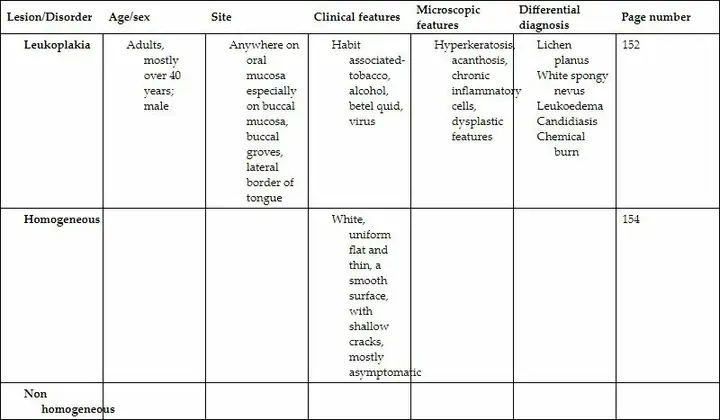 Lesion/Disorder
Age/sex
Site
Clinical features
Microscopic
features
Differential
diagnosis
Page number
Leukoplakia
Adults,
mostly
over 40
years;
male
Anywhere on
oral
mucosa
especially
on buccal
mucosa,
buccal
groves,
lateral
border of
tongue
Habit
associated-
tobacco,
alcohol,
betel quid,
virus
Hyperkeratosis,
acanthosis,
chronic
inflammatory
cells,
dysplastic
features
Lichen
planus
White spongy
nevus
Leukoedema
Candidiasis
Chemical
burn
152
Homogeneous
White,
uniform
flat and
thin, a
smooth
surface,
with
shallow
cracks,
mostly
asymptomatic
154
Non
homogeneous